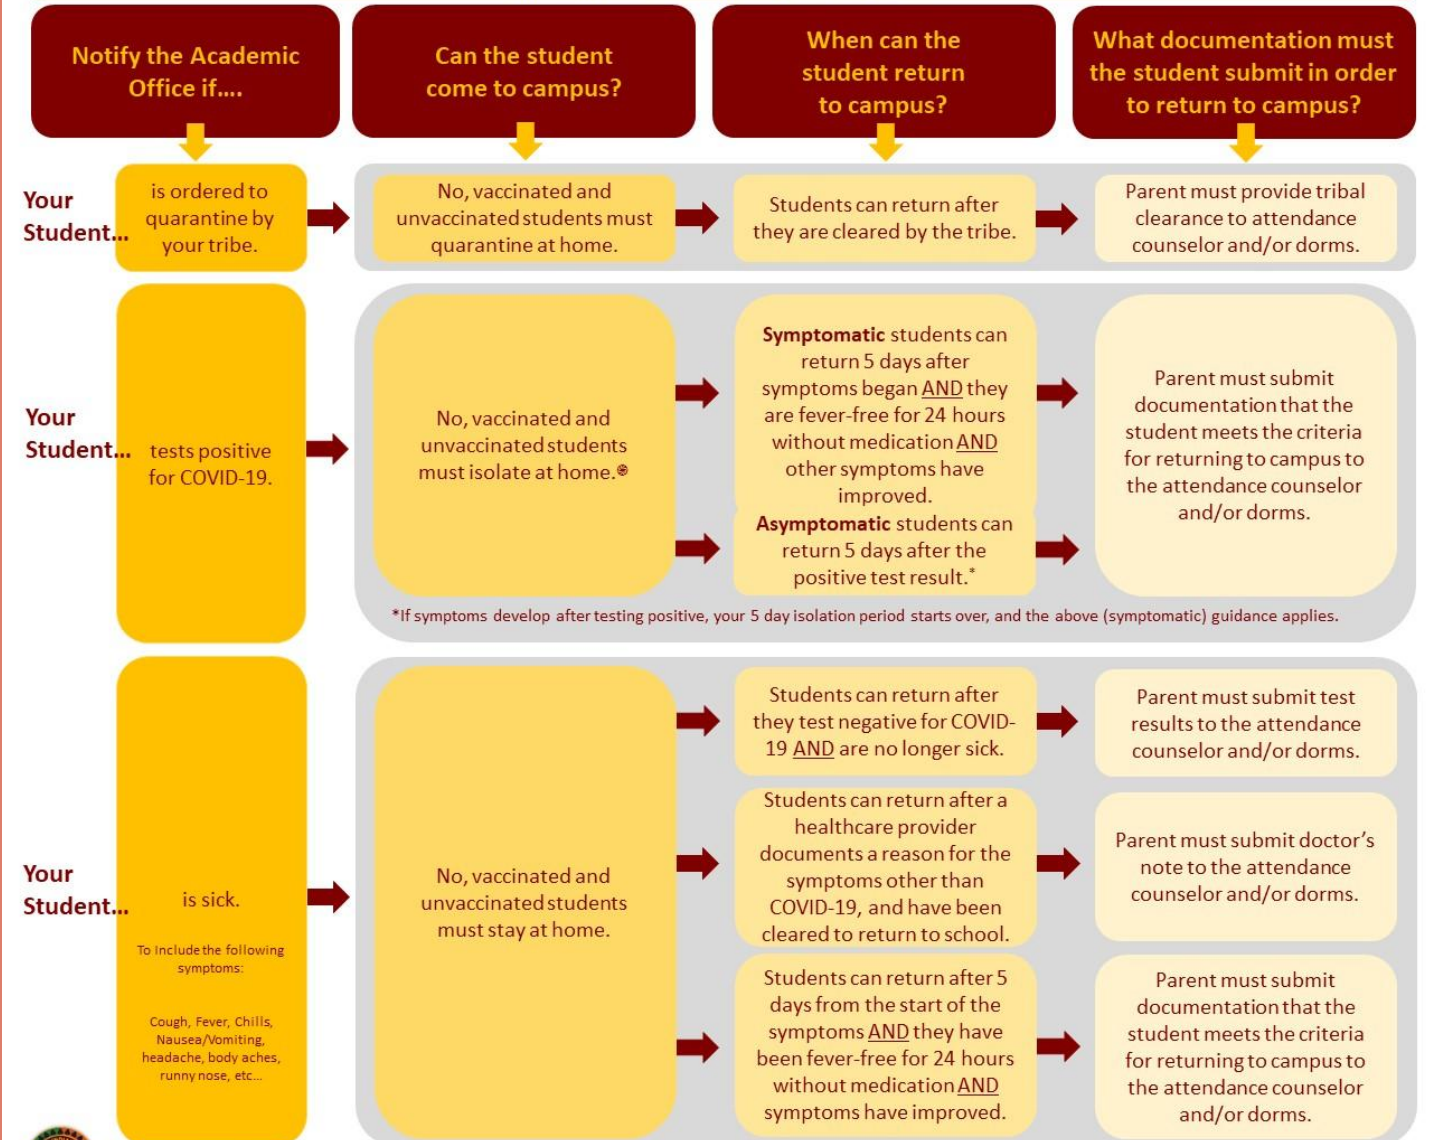 Notify the Academic
Office if....
Can the student
come to campus?
When can the
student return
to campus?
What documentation must
the student submit in order
to return to campus?
Your
Student...
is ordered to
quarantine by
your tribe.
No, vaccinated and
unvaccinated students must
quarantine at home.
Students can return after
they are cleared by the tribe.
Parent must provide tribal
clearance to attendance
counselor and/or dorms.
Your
Student...
tests positive
for COVID-19.
No, vaccinated and
unvaccinated students
must isolate at home.
Symptomatic students can
return 5 days after
symptoms began AND they
are fever-free for 24 hours
without medication AND
other symptoms have
improved.
Asymptomatic students can
return 5 days after the
positive test result.*
Parent must submit
documentation that the
student meets the criteria
for returning to campus to
the attendance counselor
and/or dorms.
*If symptoms develop after testing positive, your 5 day isolation period starts over, and the above (symptomatic) guidance applies.
Your
Student...
is sick.
To Include the following
symptoms:
Cough, Fever, Chills,
Nausea/Vomiting,
headache, body aches,
runny nose, etc...
No, vaccinated and
unvaccinated students
must stay at home.
Students can return after
they test negative for COVID-
19 AND are no longer sick.
Parent must submit test
results to the attendance
counselor and/or dorms.
Students can return after a
healthcare provider
documents a reason for the
symptoms other than
COVID-19, and have been
cleared to return to school.
Parent must submit doctor's
note to the attendance
counselor and/or dorms.
Students can return after 5
days from the start of the
symptoms AND they have
been fever-free for 24 hours
without medication AND
symptoms have improved.
Parent must submit
documentation that the
student meets the criteria
for returning to campus to
the attendance counselor
and/or dorms.